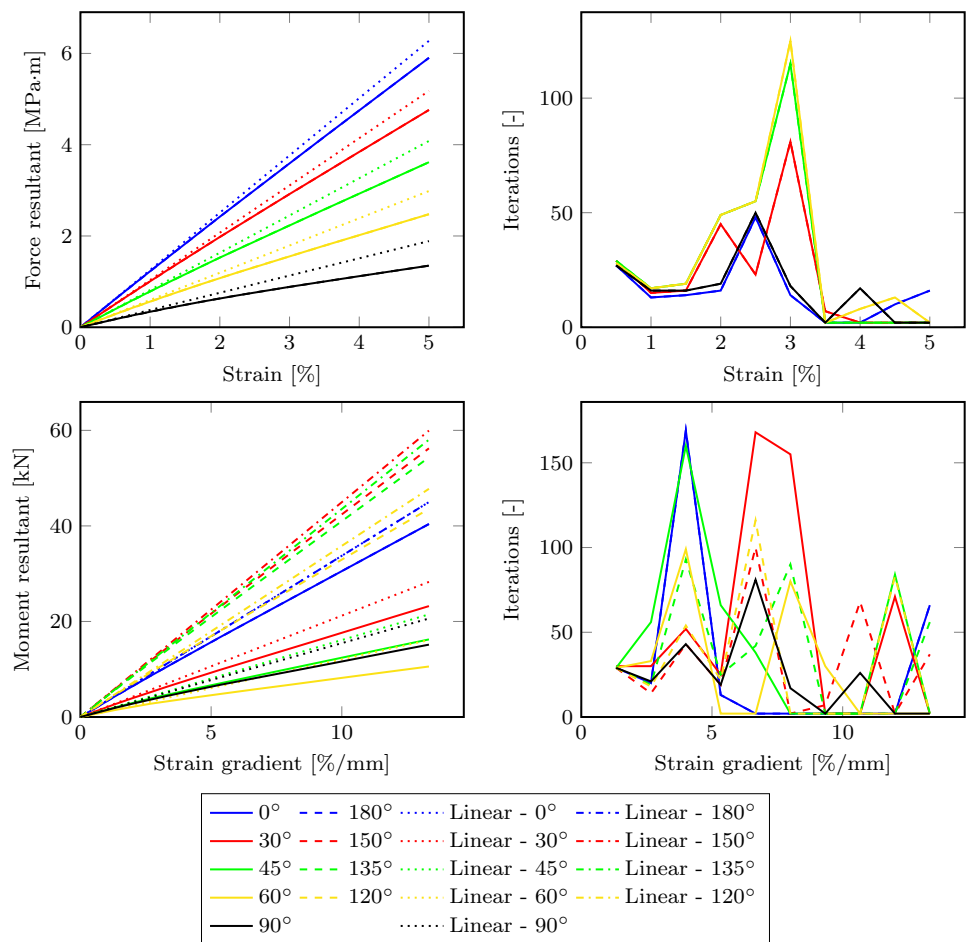 Force resultant [MPa·m]
6
4
2
0
0 1 2 3 4 5
Strain [%]
Iterations [-]
100
50
0
1 2 3 4 5
Strain [%]
Moment resultant [kN]
60
40
20
0
0 5 10
Strain gradient [%/mm]
Iterations [-]
150
100
50
0
0 5 10
Strain gradient [%/mm]
0° 180° Linear - 0° Linear - 180°
30° 150° Linear - 30° Linear - 150°
45° 135° Linear - 45° Linear - 135°
60° 120° Linear - 60° Linear - 120°
90° Linear - 90°